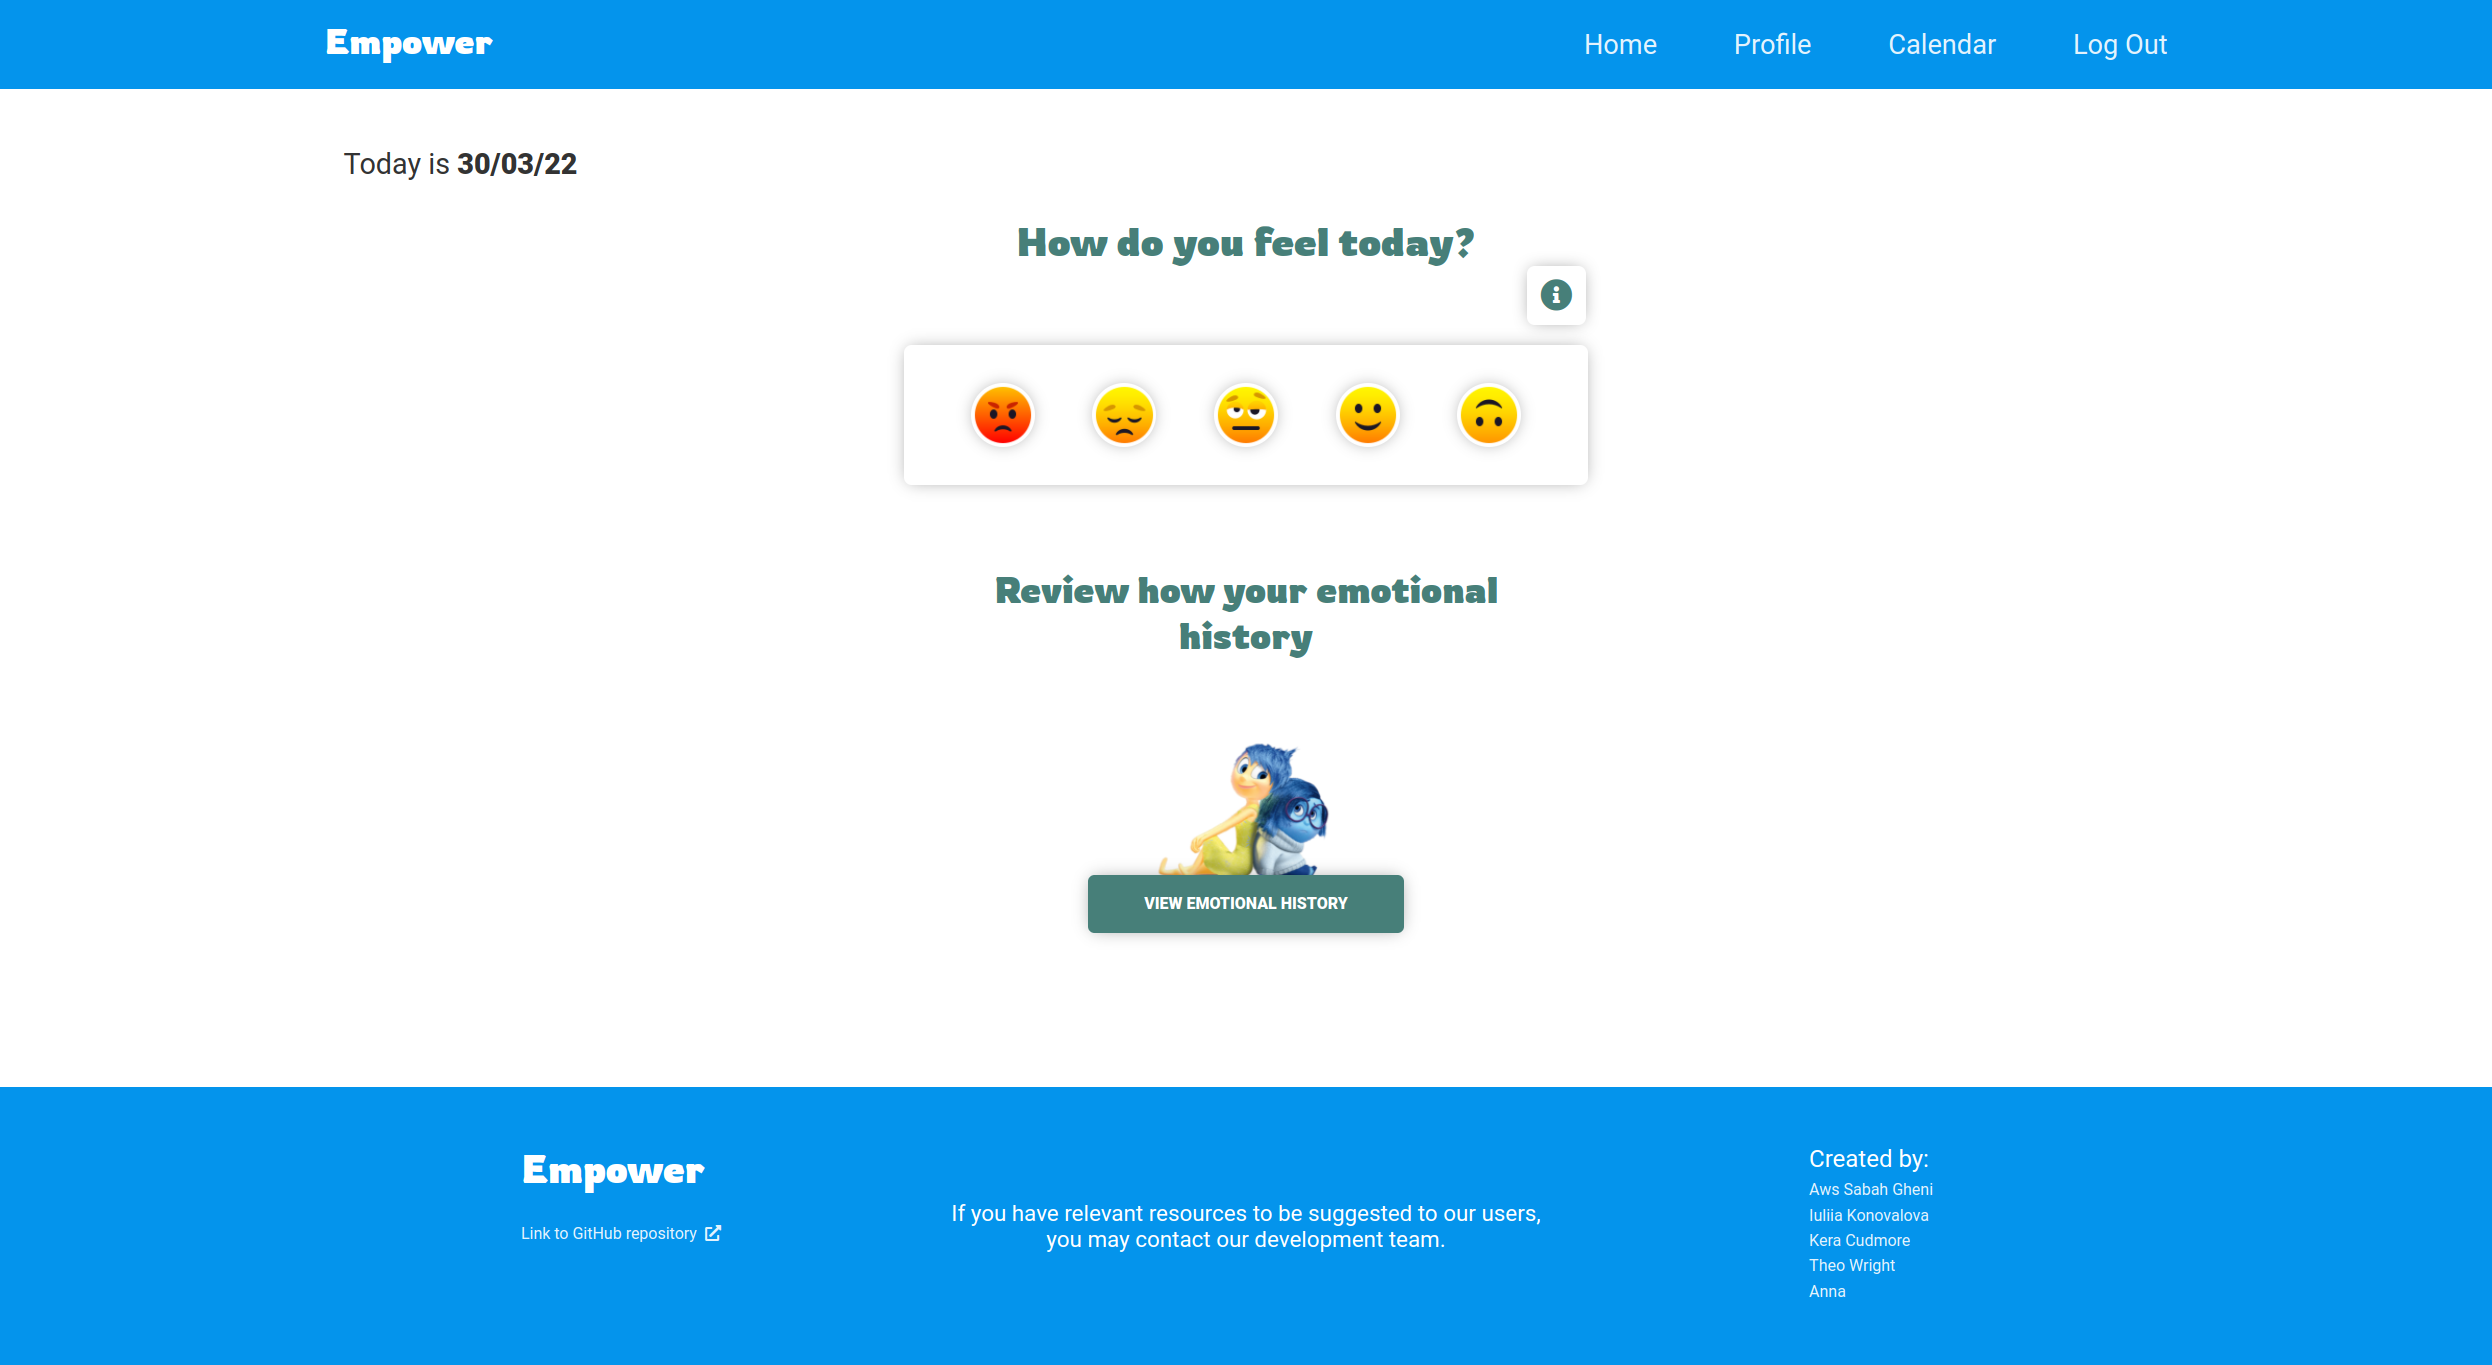 Empower
Home Profile Calendar Log Out
Today is 30/03/22
How do you feel today?
Review how your emotional
history
VIEW EMOTIONAL HISTORY
Empower
Link to GitHub repository
If you have relevant resources to be suggested to our users,
you may contact our development team.
Created by:
Aws Sabah Gheni
Iuliia Konovalova
Kera Cudmore
Theo Wright
Anna